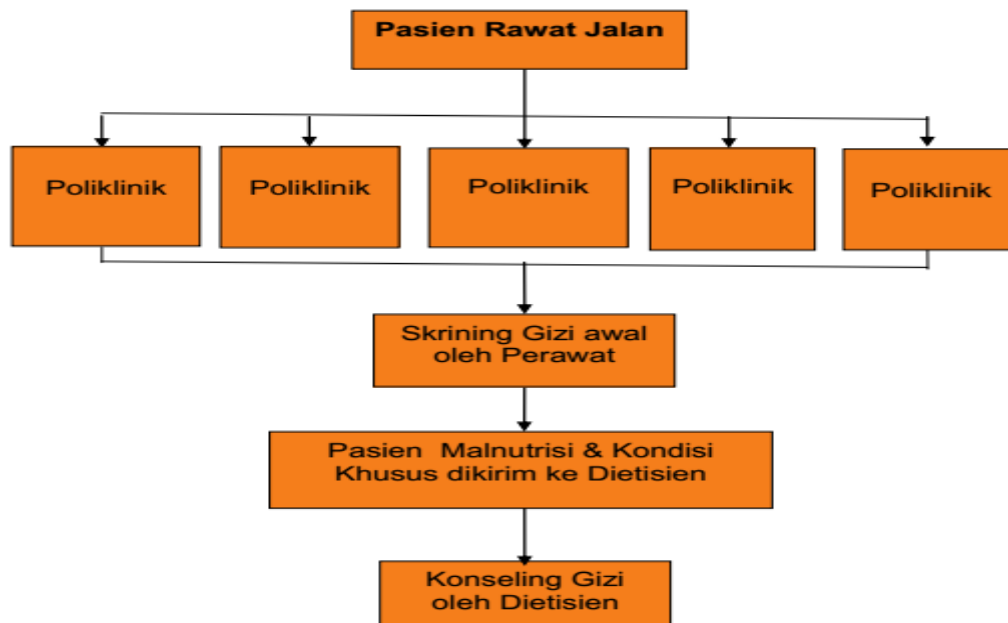 Pasien Rawat Jalan
Poliklinik
Poliklinik
Poliklinik
Poliklinik
Poliklinik
Skrining Gizi awal
oleh Perawat
Pasien Malnutrisi & Kondisi
Khusus dikirim ke Dietisien
Konseling Gizi
oleh Dietisien